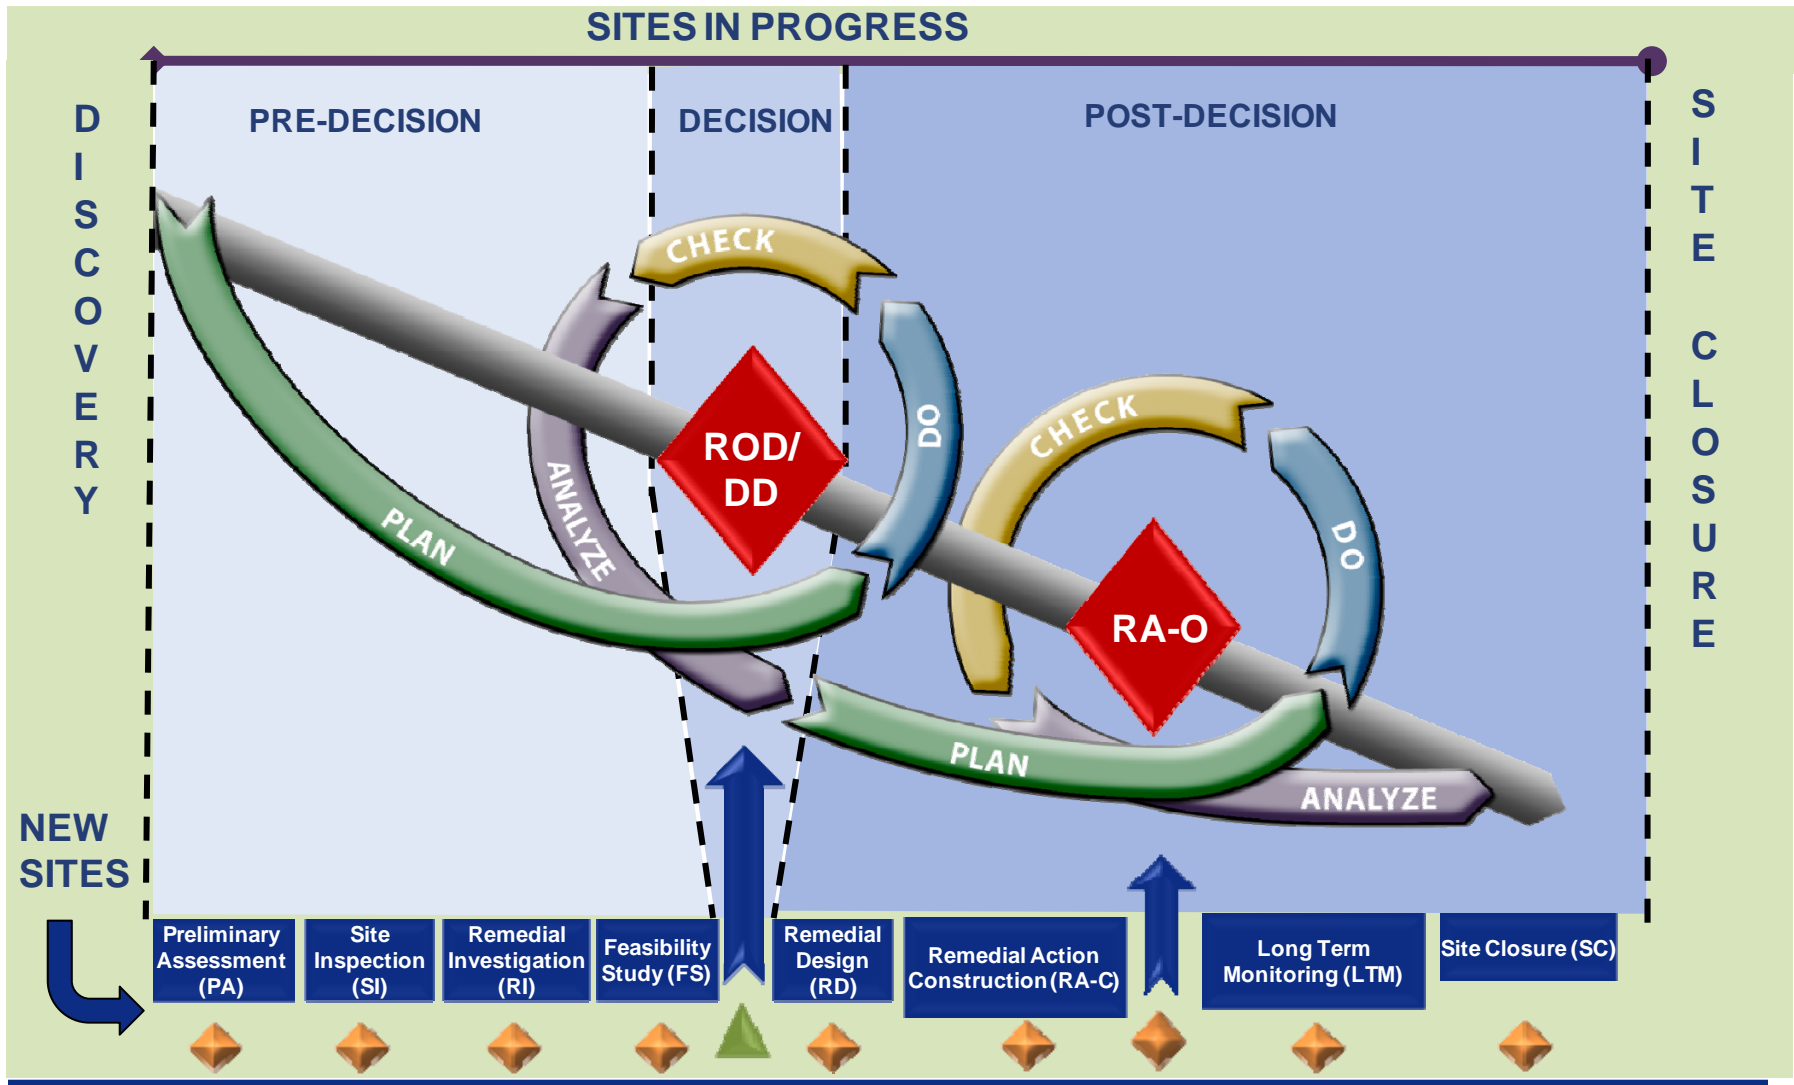 SITES IN PROGRESS
DISCOVERY
PRE-DECISION
DECISION
POST-DECISION
SITE CLOSURE
CHECK
DO
ANALYZE
PLAN
ROD/
DD
CHECK
DO
RA-O
PLAN
ANALYZE
NEW
SITES
Preliminary
Assessment
(PA)
Site
Inspection
(SI)
Remedial
Investigation
(RI)
Feasibility
Study (FS)
Remedial
Design
(RD)
Remedial Action
Construction (RA-C)
Long Term
Monitoring (LTM)
Site Closure (SC)